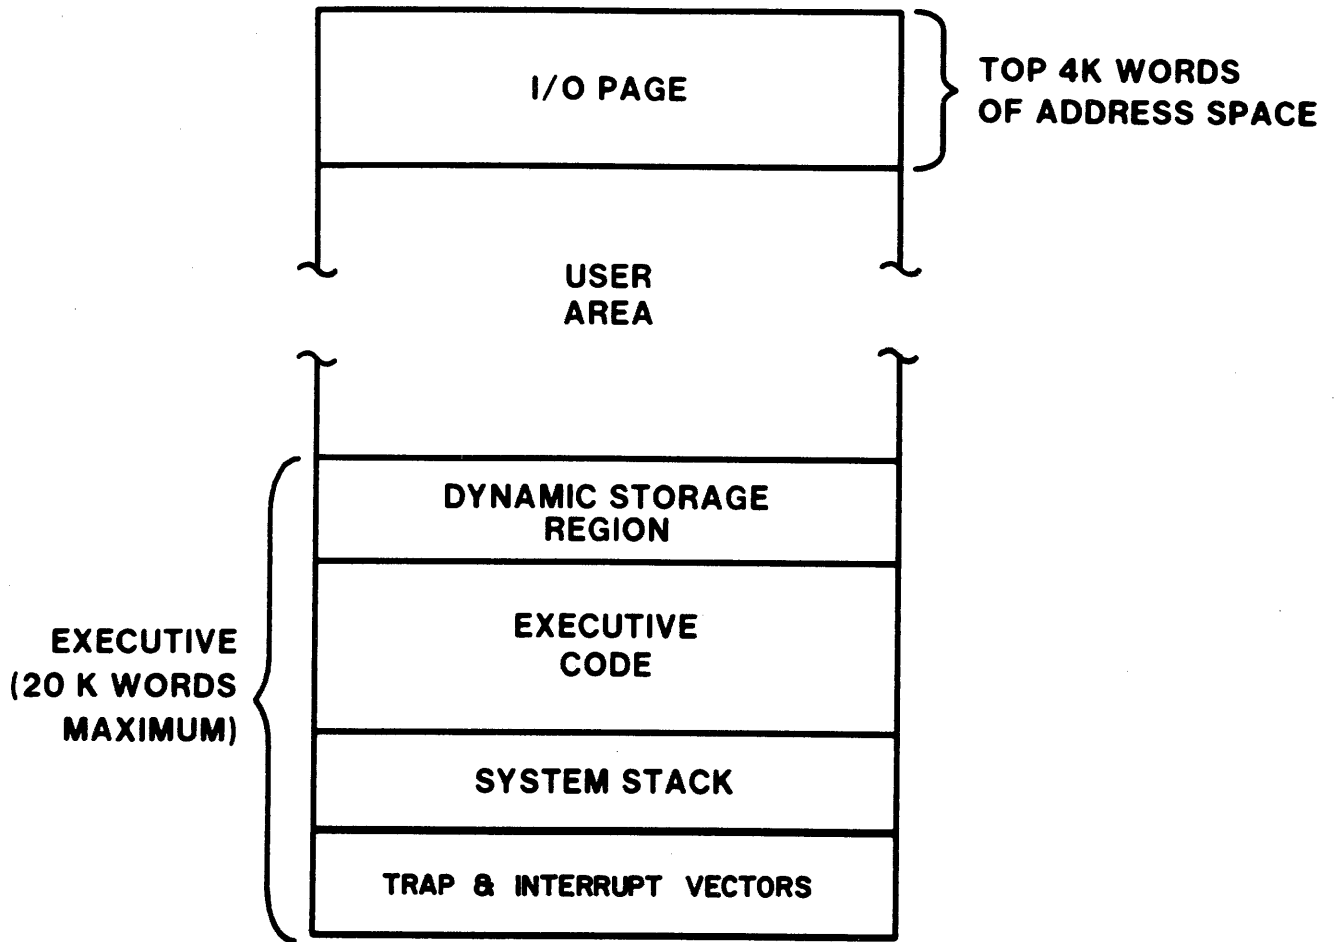 I/O PAGE
TOP 4K WORDS
OF ADDRESS SPACE
USER
AREA
DYNAMIC STORAGE
REGION
EXECUTIVE
CODE
EXECUTIVE
(20 K WORDS
MAXIMUM)
SYSTEM STACK
TRAP & INTERRUPT VECTORS